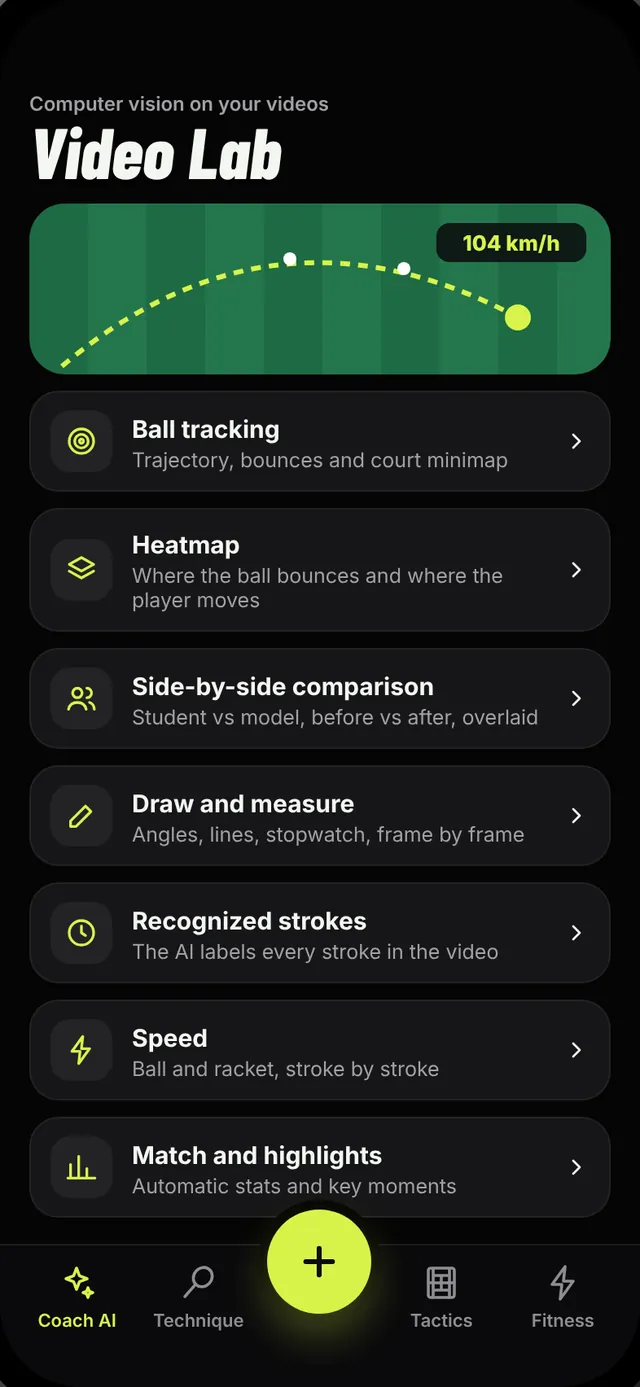 Computer vision on your videos
Video Lab
104 km/h
Ball tracking
Trajectory, bounces and court minimap
Heatmap
Where the ball bounces and where the
player moves
Side-by-side comparison
Student vs model, before vs after, overlaid
Draw and measure
Angles, lines, stopwatch, frame by frame
Recognized strokes
The AI labels every stroke in the video
Speed
Ball and racket, stroke by stroke
Match and highlights
Automatic stats and key moments
Coach AI
Technique
Tactics
Fitness